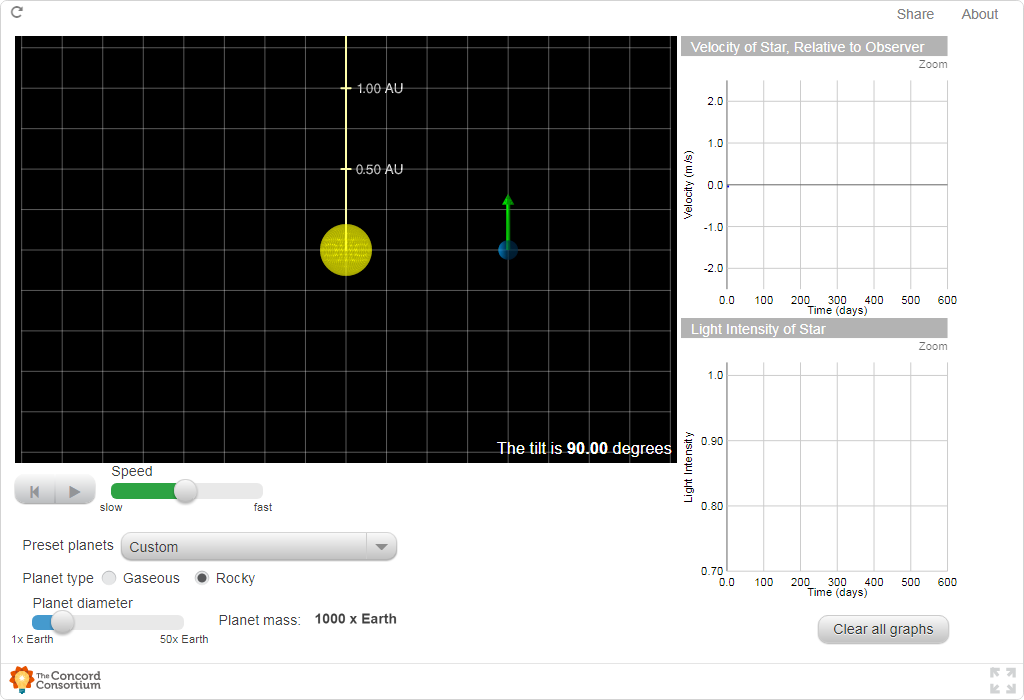 Share About
Velocity of Star, Relative to Observer
Zoom
1.00 AU
0.50 AU
2.0
1.0
0.0
-1.0
-2.0
Velocity (m/s)
0.0 100 200 300 400 500 600
Time (days)
Light Intensity of Star
Zoom
1.0
0.90
0.80
0.70
Light Intensity
0.0 100 200 300 400 500 600
Time (days)
The tilt is 90.00 degrees
Speed
slow fast
Preset planets Custom
Planet type Gaseous Rocky
Planet diameter
1x Earth 50x Earth
Planet mass: 1000 x Earth
Clear all graphs
The Concord
Consortium